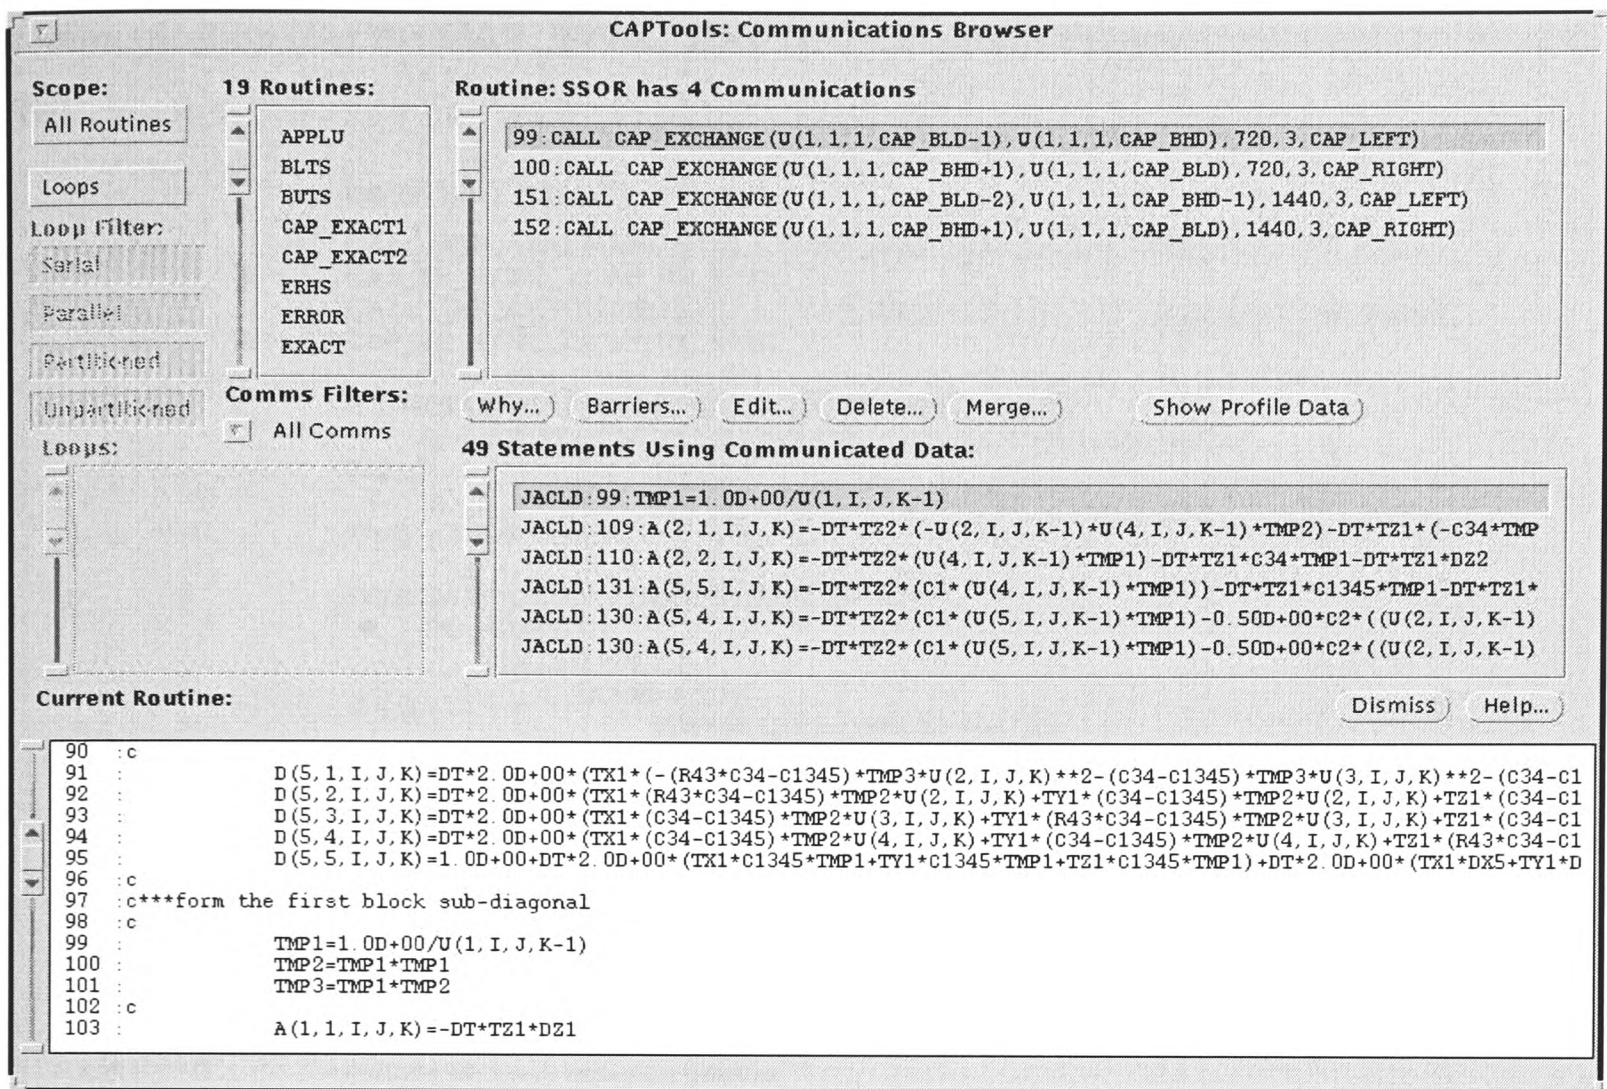 CAPTools: Communications Browser
Scope:
All Routines
Loops
Loop Filter:
Serial
Parallel
Partitioned
Unpartitioned
Loops:
19 Routines:
APPLU
BLTS
BUTS
CAP_EXACT1
CAP_EXACT2
ERHS
ERROR
EXACT
Comms Filters:
All Comms
Routine: SSOR has 4 Communications
99:CALL CAP_EXCHANGE(U(1,1,1,CAP_BLD-1),U(1,1,1,CAP_BHD),720,3,CAP_LEFT)
100:CALL CAP_EXCHANGE(U(1,1,1,CAP_BHD+1),U(1,1,1,CAP_BLD),720,3,CAP_RIGHT)
151:CALL CAP_EXCHANGE(U(1,1,1,CAP_BLD-2),U(1,1,1,CAP_BHD-1),1440,3,CAP_LEFT)
152:CALL CAP_EXCHANGE(U(1,1,1,CAP_BHD+1),U(1,1,1,CAP_BLD),1440,3,CAP_RIGHT)
Why... Barriers... Edit... Delete... Merge... Show Profile Data
49 Statements Using Communicated Data:
JACLD:99:TMP1=1.0D+00/U(1,I,J,K-1)
JACLD:109:A(2,1,I,J,K)=-DT*TZ2*(-U(2,I,J,K-1)*U(4,I,J,K-1)*TMP2)-DT*TZ1*(-C34*TMP
JACLD:110:A(2,2,I,J,K)=-DT*TZ2*(U(4,I,J,K-1)*TMP1)-DT*TZ1*C34*TMP1-DT*TZ1*DZ2
JACLD:131:A(5,5,I,J,K)=-DT*TZ2*(C1*(U(4,I,J,K-1)*TMP1))-DT*TZ1*C1345*TMP1-DT*TZ1*
JACLD:130:A(5,4,I,J,K)=-DT*TZ2*(C1*(U(5,I,J,K-1)*TMP1)-0.50D+00*C2*((U(2,I,J,K-1)
JACLD:130:A(5,4,I,J,K)=-DT*TZ2*(C1*(U(5,I,J,K-1)*TMP1)-0.50D+00*C2*((U(2,I,J,K-1)
Current Routine:
Dismiss Help...
90 :c
91 : D(5,1,I,J,K)=DT*2.0D+00*(TX1*(-(R43*C34-C1345)*TMP3*U(2,I,J,K)**2-(C34-C1345)*TMP3*U(3,I,J,K)**2-(C34-C1
92 : D(5,2,I,J,K)=DT*2.0D+00*(TX1*(R43*C34-C1345)*TMP2*U(2,I,J,K)+TY1*(C34-C1345)*TMP2*U(2,I,J,K)+TZ1*(C34-C1
93 : D(5,3,I,J,K)=DT*2.0D+00*(TX1*(C34-C1345)*TMP2*U(3,I,J,K)+TY1*(R43*C34-C1345)*TMP2*U(3,I,J,K)+TZ1*(C34-C1
94 : D(5,4,I,J,K)=DT*2.0D+00*(TX1*(C34-C1345)*TMP2*U(4,I,J,K)+TY1*(C34-C1345)*TMP2*U(4,I,J,K)+TZ1*(R43*C34-C1
95 : D(5,5,I,J,K)=1.0D+00+DT*2.0D+00*(TX1*C1345*TMP1+TY1*C1345*TMP1+TZ1*C1345*TMP1)+DT*2.0D+00*(TX1*DX5+TY1*D
96 :c
97 :c***form the first block sub-diagonal
98 :c
99 : TMP1=1.0D+00/U(1,I,J,K-1)
100 : TMP2=TMP1*TMP1
101 : TMP3=TMP1*TMP2
102 :c
103 : A(1,1,I,J,K)=-DT*TZ1*DZ1